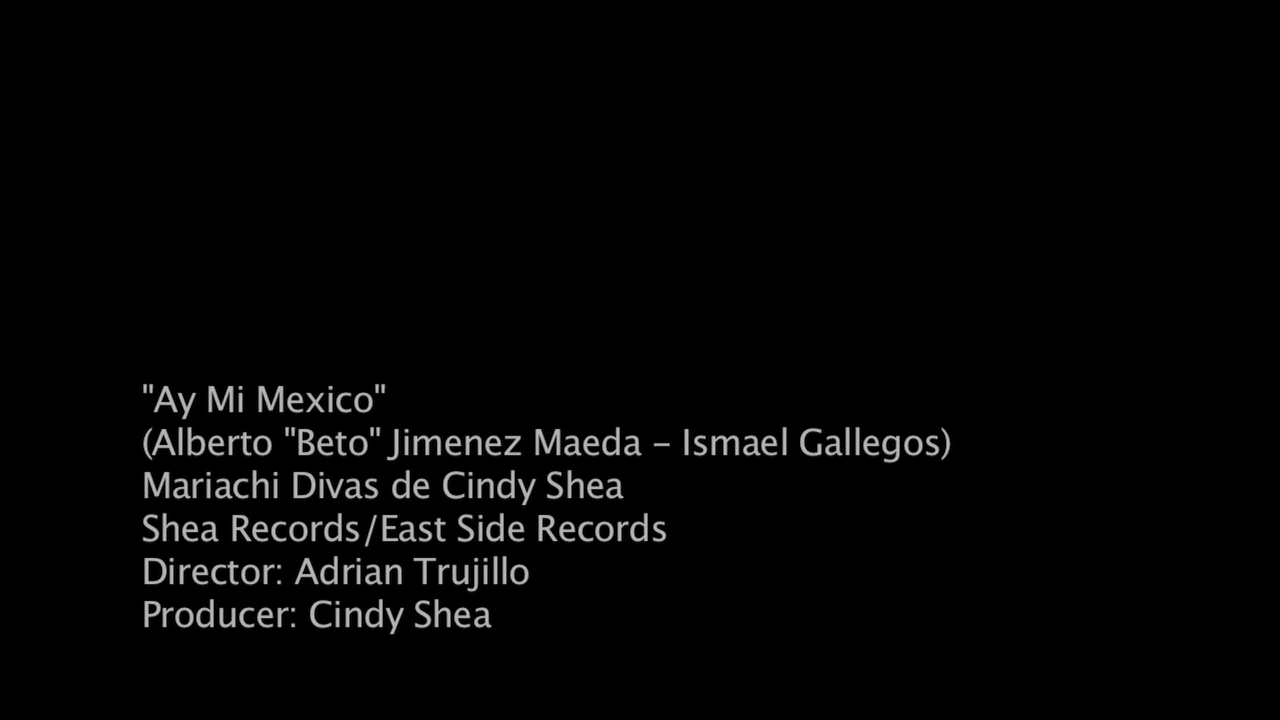 "Ay Mi Mexico"
(Alberto "Beto" Jimenez Maeda – Ismael Gallegos)
Mariachi Divas de Cindy Shea
Shea Records/East Side Records
Director: Adrian Trujillo
Producer: Cindy Shea